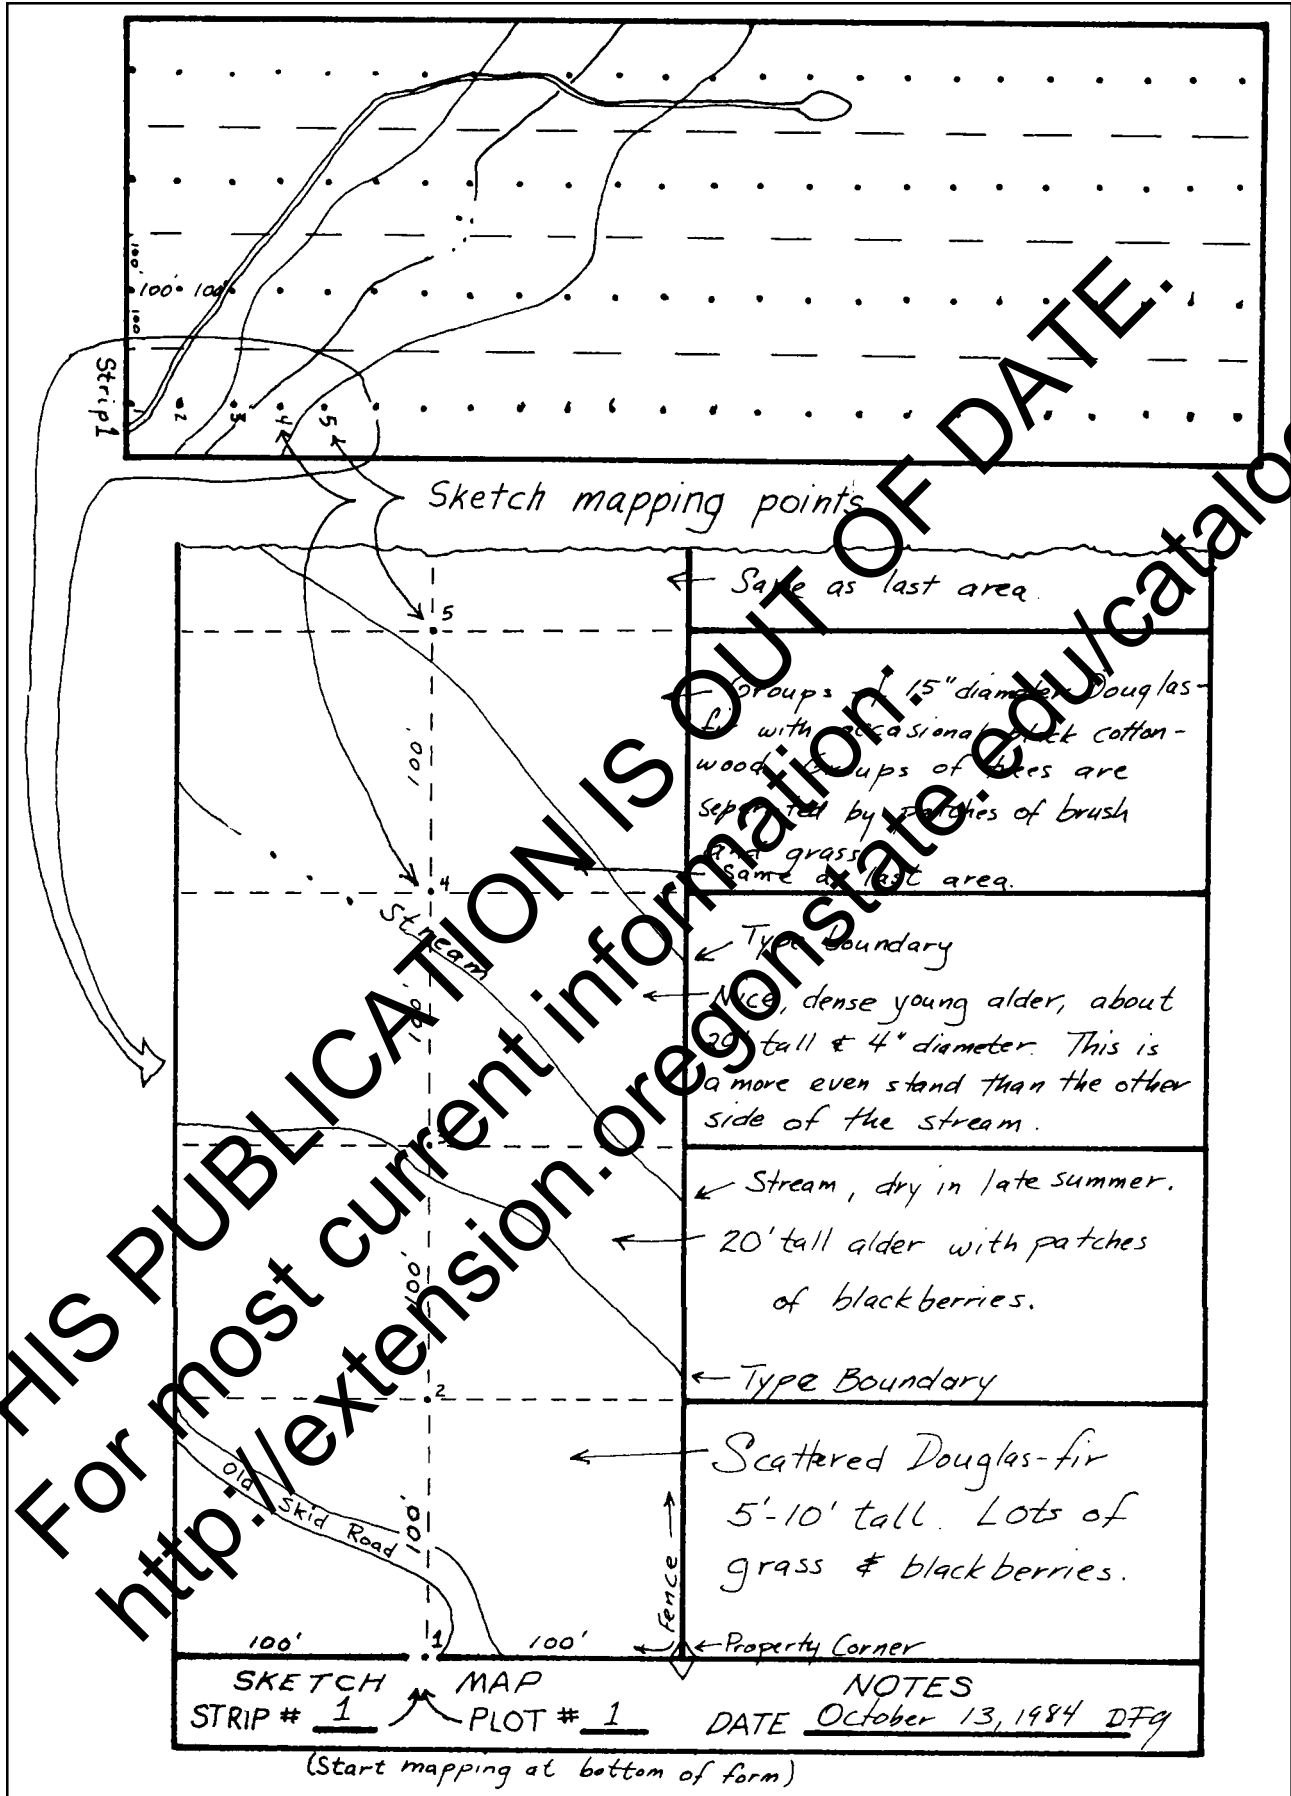 100'
100' 100'
100
Strip 1
2
3
4
5
Sketch mapping points
5
Same as last area.
Groups of 15" diameter Douglas-
fir with occasional black cotton-
wood. Groups of trees are
separated by patches of brush
and grass.
100'
4
Same as last area.
Stream
Type Boundary
Nice, dense young alder, about
20' tall & 4" diameter. This is
a more even stand than the other
side of the stream.
100'
Stream, dry in late summer.
20' tall alder with patches
of blackberries.
100'
Type Boundary
2
Scattered Douglas-fir
5'-10' tall. Lots of
grass & blackberries.
Old Skid Road
100'
Fence
100' 1 100'
Property Corner
SKETCH MAP
STRIP # 1 PLOT # 1
NOTES
DATE October 13, 1984 DFG
(Start mapping at bottom of form)
HIS PUBLICATION IS OUT OF DATE.
For most current information:
http://extension.oregonstate.edu/catalo